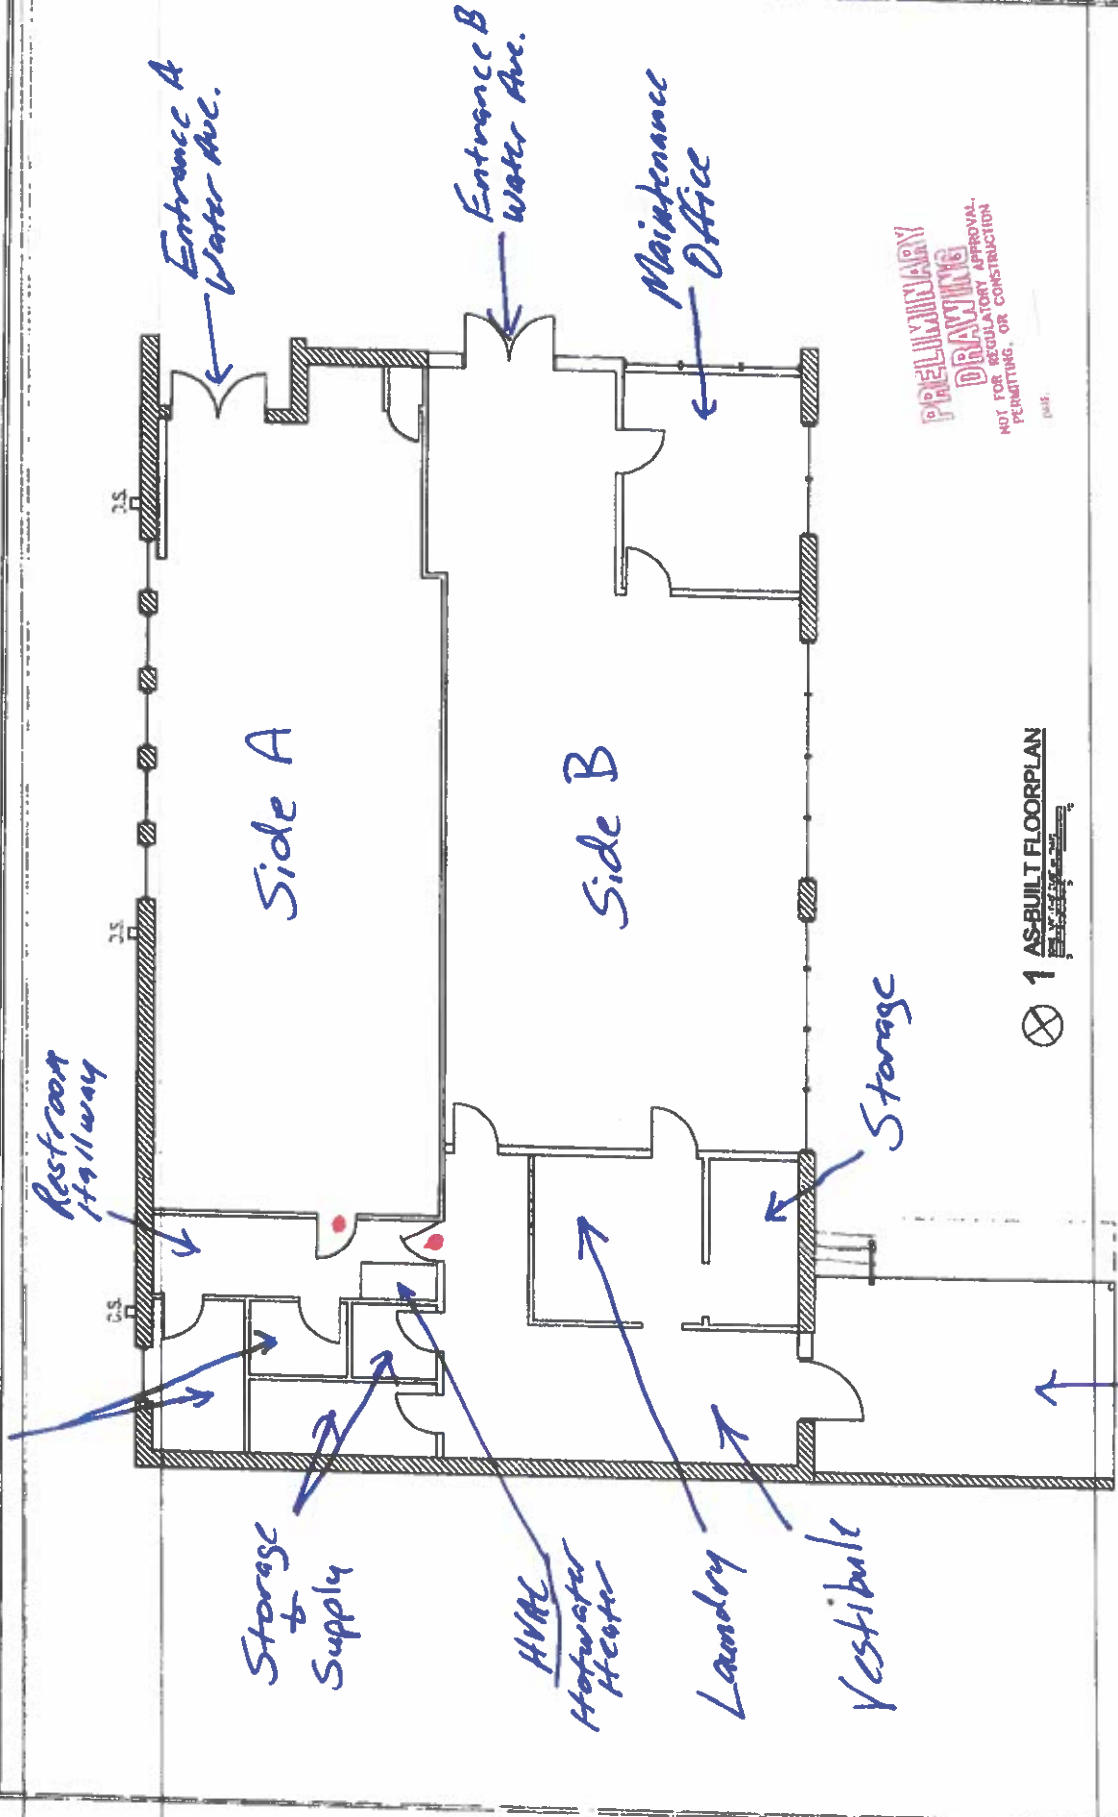 Entrance A
Water Ave.
Entrance B
Water Ave.
Maintenance
Office
PRELIMINARY
DRAWING
NOT FOR REGULATORY APPROVAL,
PERMITTING, OR CONSTRUCTION
D.S.
D.S.
D.S.
Side A
Side B
Restroom
Hallway
Storage
1 AS-BUILT FLOORPLAN
Storage
&
Supply
HVAC
Hotwater
Heater
Laundry
Vestibule